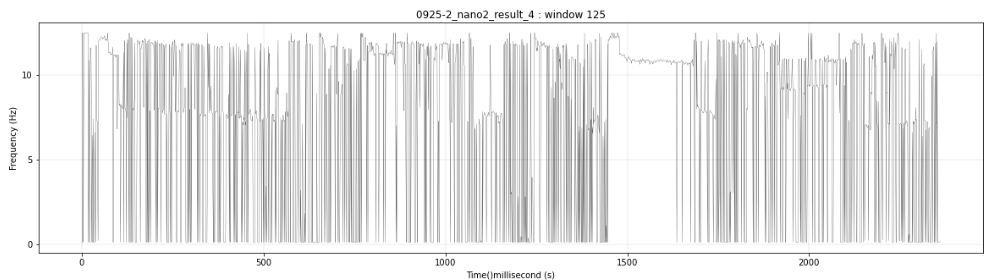 0925-2_nano2_result_4 : window 125
10
5
0
Frequency (Hz)
0 500 1000 1500 2000
Time()millisecond (s)